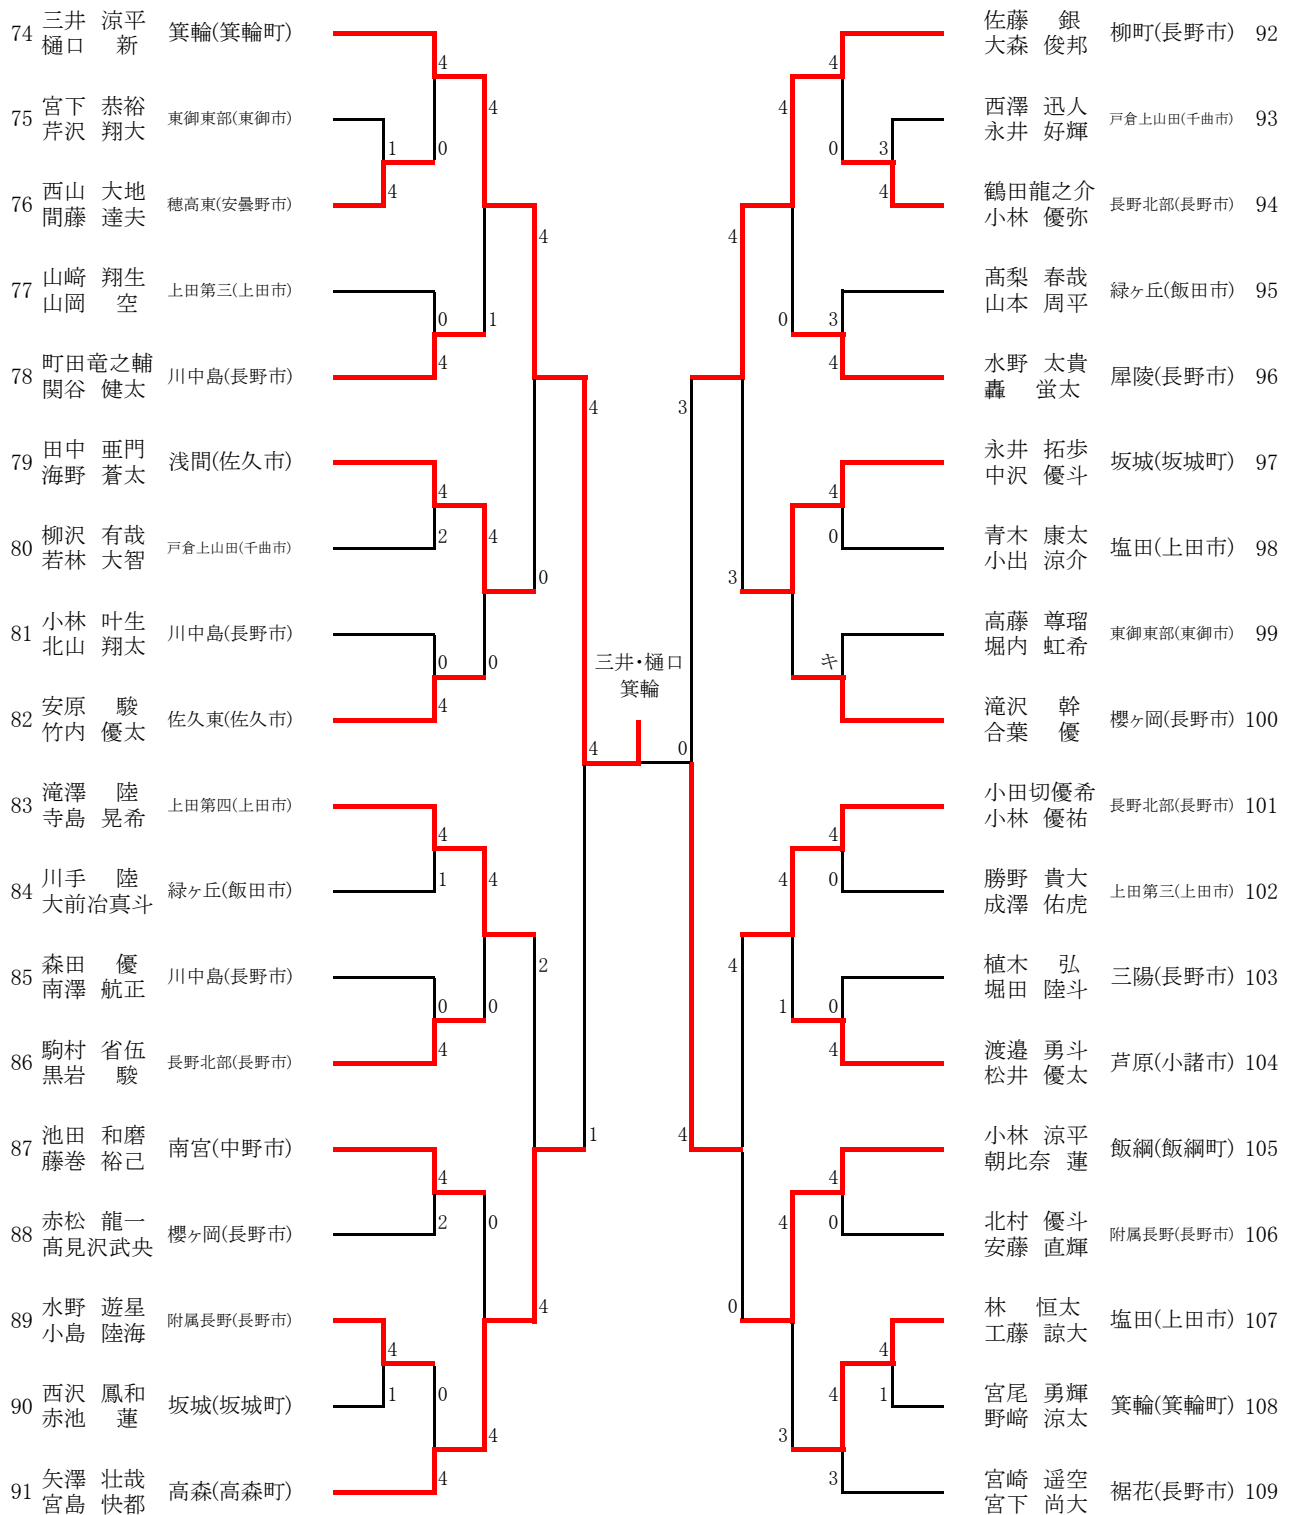 74 三井 涼平 箕輪(箕輪町)
樋口 新
4
75 宮下 恭裕 東御東部(東御市)
芹沢 翔大
4
1
0
76 西山 大地 穂高東(安曇野市)
間藤 達夫
4
4
77 山﨑 翔生 上田第三(上田市)
山岡 空
0
1
78 町田竜之輔 川中島(長野市)
関谷 健太
4
4
79 田中 亜門 浅間(佐久市)
海野 蒼太
4
80 柳沢 有哉 戸倉上山田(千曲市)
若林 大智
2
4
0
81 小林 叶生 川中島(長野市)
北山 翔太
0
0
82 安原 駿 佐久東(佐久市)
竹内 優太
4
4
83 滝澤 陸 上田第四(上田市)
寺島 晃希
4
84 川手 陸 緑ヶ丘(飯田市)
大前冶真斗
1
4
85 森田 優 川中島(長野市)
南澤 航正
2
0
0
86 駒村 省伍 長野北部(長野市)
黒岩 駿
4
87 池田 和磨 南宮(中野市)
藤巻 裕己
1
4
88 赤松 龍一 櫻ヶ岡(長野市)
髙見沢武央
2
0
89 水野 遊星 附属長野(長野市)
小島 陸海
4
4
90 西沢 鳳和 坂城(坂城町)
赤池 蓮
1
0
4
91 矢澤 壮哉 高森(高森町)
宮島 快都
4
三井・樋口
箕輪
佐藤 銀 柳町(長野市) 92
大森 俊邦
4
西澤 迅人 戸倉上山田(千曲市) 93
永井 好輝
4
0
3
鶴田龍之介 長野北部(長野市) 94
小林 優弥
4
4
髙梨 春哉 緑ヶ丘(飯田市) 95
山本 周平
0
3
水野 太貴 犀陵(長野市) 96
轟 蛍太
4
3
永井 拓歩 坂城(坂城町) 97
中沢 優斗
4
青木 康太 塩田(上田市) 98
小出 涼介
0
3
高藤 尊瑠 東御東部(東御市) 99
堀内 虹希
キ
滝沢 幹 櫻ヶ岡(長野市) 100
合葉 優
0
小田切優希 長野北部(長野市) 101
小林 優祐
4
勝野 貴大 上田第三(上田市) 102
成澤 佑虎
4
0
植木 弘 三陽(長野市) 103
堀田 陸斗
4
1
0
渡邉 勇斗 芦原(小諸市) 104
松井 優太
4
小林 涼平 飯綱(飯綱町) 105
朝比奈 蓮
4
4
北村 優斗 附属長野(長野市) 106
安藤 直輝
4
0
林 恒太 塩田(上田市) 107
工藤 諒大
0
4
宮尾 勇輝 箕輪(箕輪町) 108
野﨑 涼太
4
1
3
宮崎 遥空 裾花(長野市) 109
宮下 尚大
3